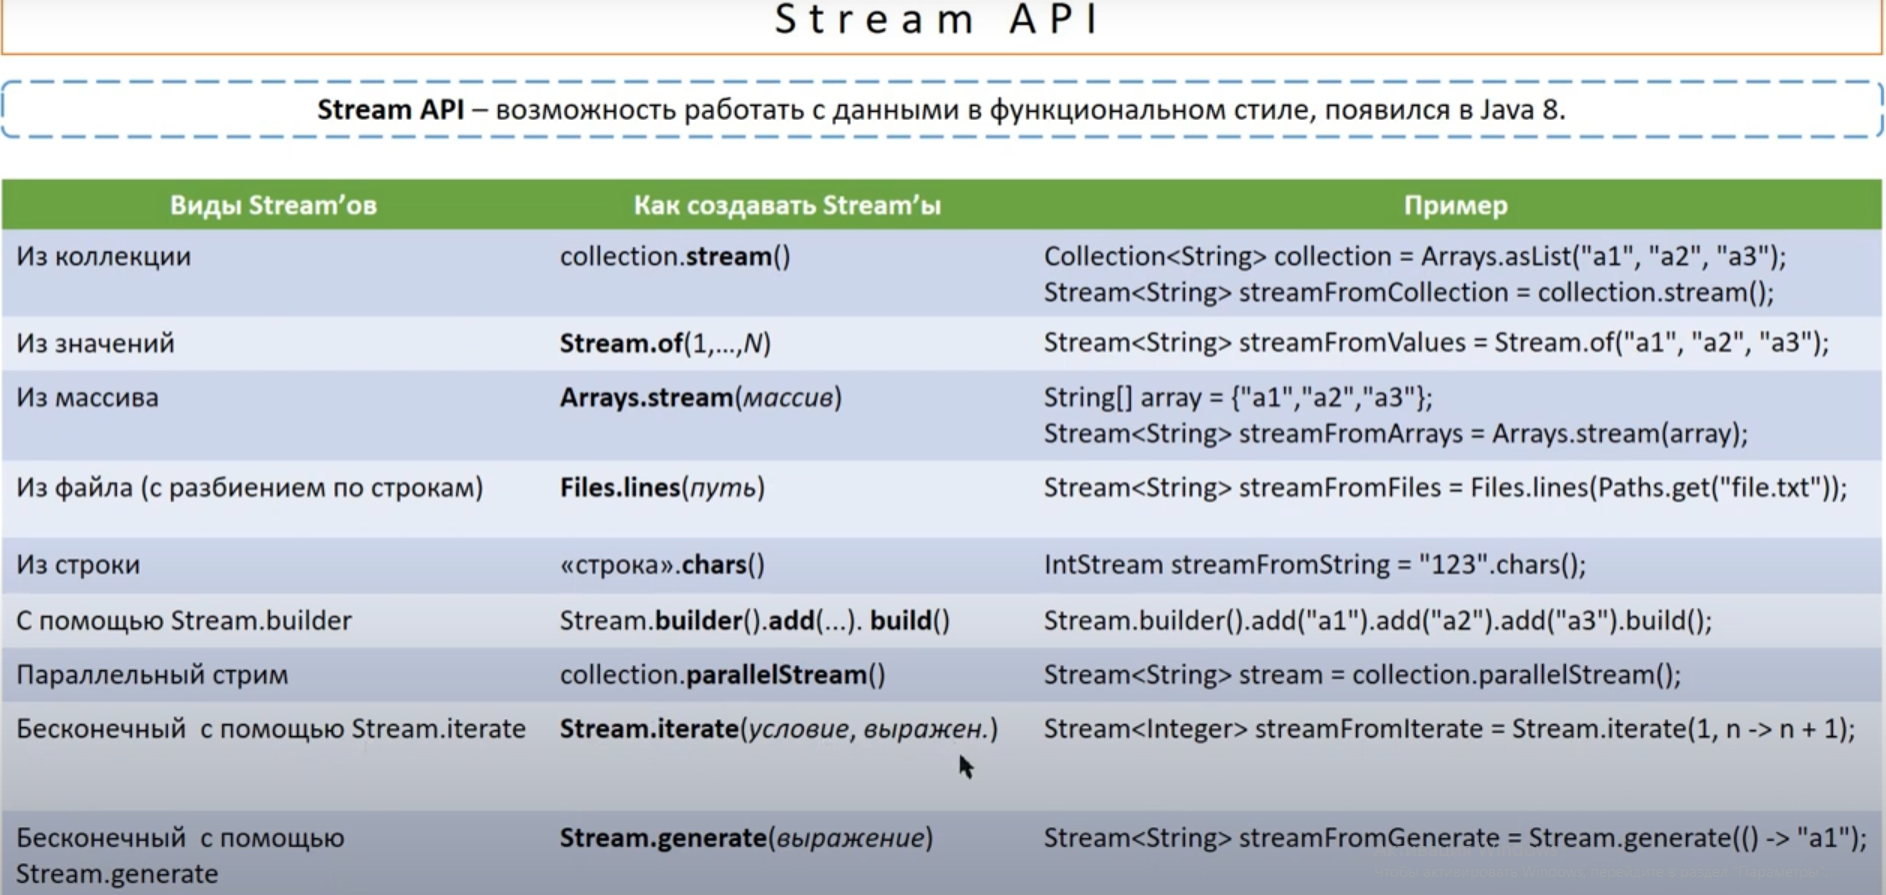 Stream API
Stream API – возможность работать с данными в функциональном стиле, появился в Java 8.
Виды Stream’ов Как создавать Stream’ы Пример
Из коллекции collection.stream() Collection<String> collection = Arrays.asList("a1", "a2", "a3");
Stream<String> streamFromCollection = collection.stream();
Из значений Stream.of(1,...,N) Stream<String> streamFromValues = Stream.of("a1", "a2", "a3");
Из массива Arrays.stream(массив) String[] array = {"a1","a2","a3"};
Stream<String> streamFromArrays = Arrays.stream(array);
Из файла (с разбиением по строкам) Files.lines(путь) Stream<String> streamFromFiles = Files.lines(Paths.get("file.txt"));
Из строки «строка».chars() IntStream streamFromString = "123".chars();
С помощью Stream.builder Stream.builder().add(...). build() Stream.builder().add("a1").add("a2").add("a3").build();
Параллельный стрим collection.parallelStream() Stream<String> stream = collection.parallelStream();
Бесконечный с помощью Stream.iterate Stream.iterate(условие, выражен.) Stream<Integer> streamFromIterate = Stream.iterate(1, n -> n + 1);
Бесконечный с помощью Stream.generate(выражение) Stream<String> streamFromGenerate = Stream.generate(() -> "a1");
Stream.generate
Чтобы активировать Windows, перейдите в раздел "Параметры".